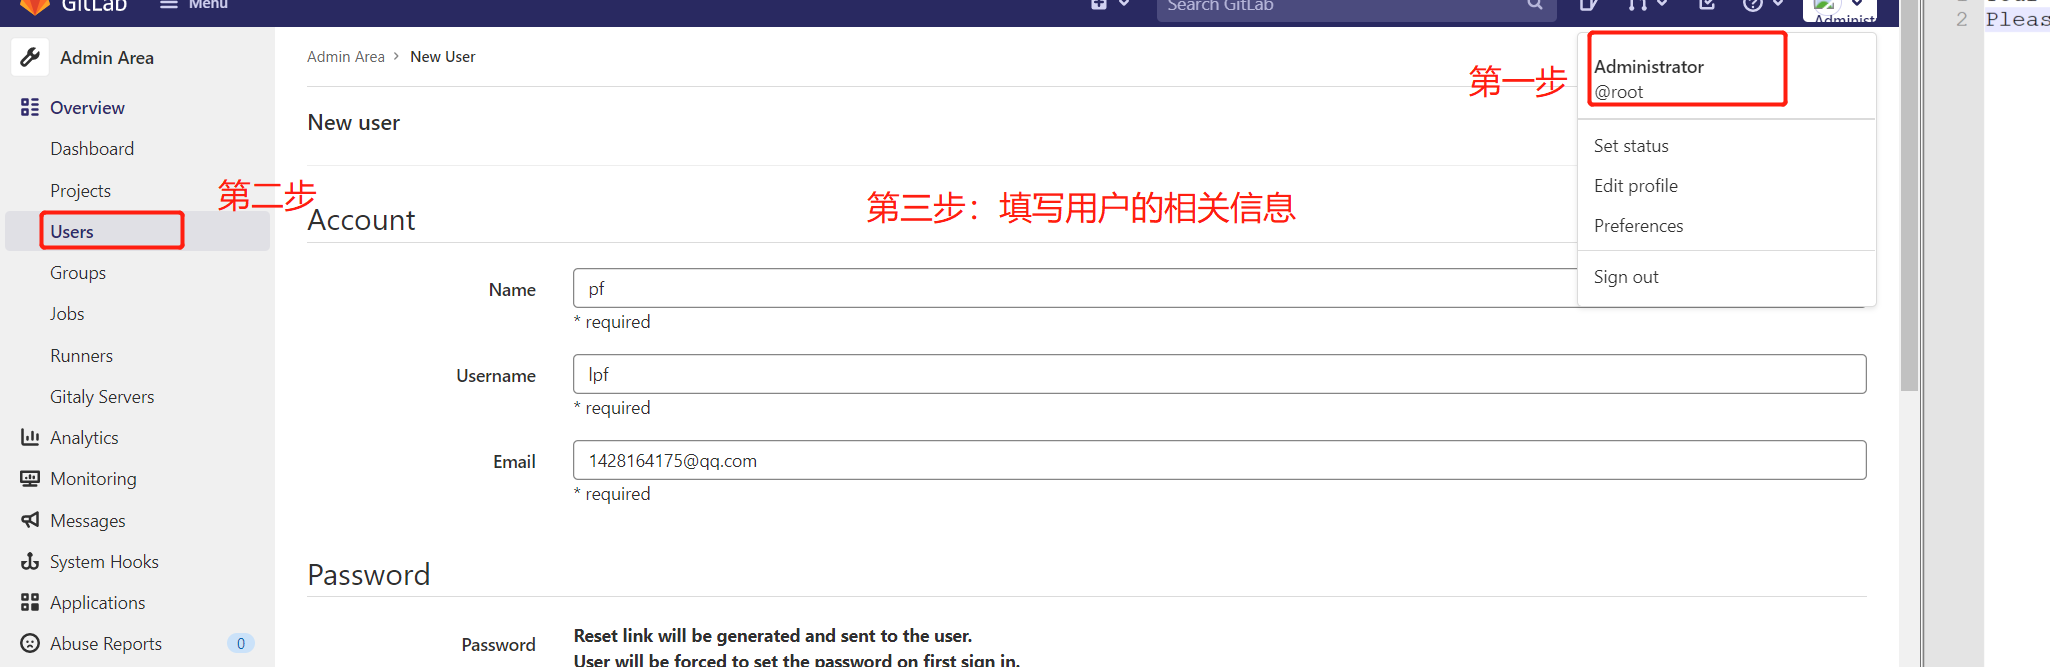 GitLab
Menu
Search GitLab
Administ
Admin Area
Overview
Dashboard
Projects
Users
Groups
Jobs
Runners
Gitaly Servers
Analytics
Monitoring
Messages
System Hooks
Applications
Abuse Reports 0
第二步
Admin Area > New User
New user
第三步：填写用户的相关信息
Account
Name
pf
* required
Username
lpf
* required
Email
1428164175@qq.com
* required
Password
Password
Reset link will be generated and sent to the user.
User will be forced to set the password on first sign in.
第一步
Administrator
@root
Set status
Edit profile
Preferences
Sign out
2 Pleas